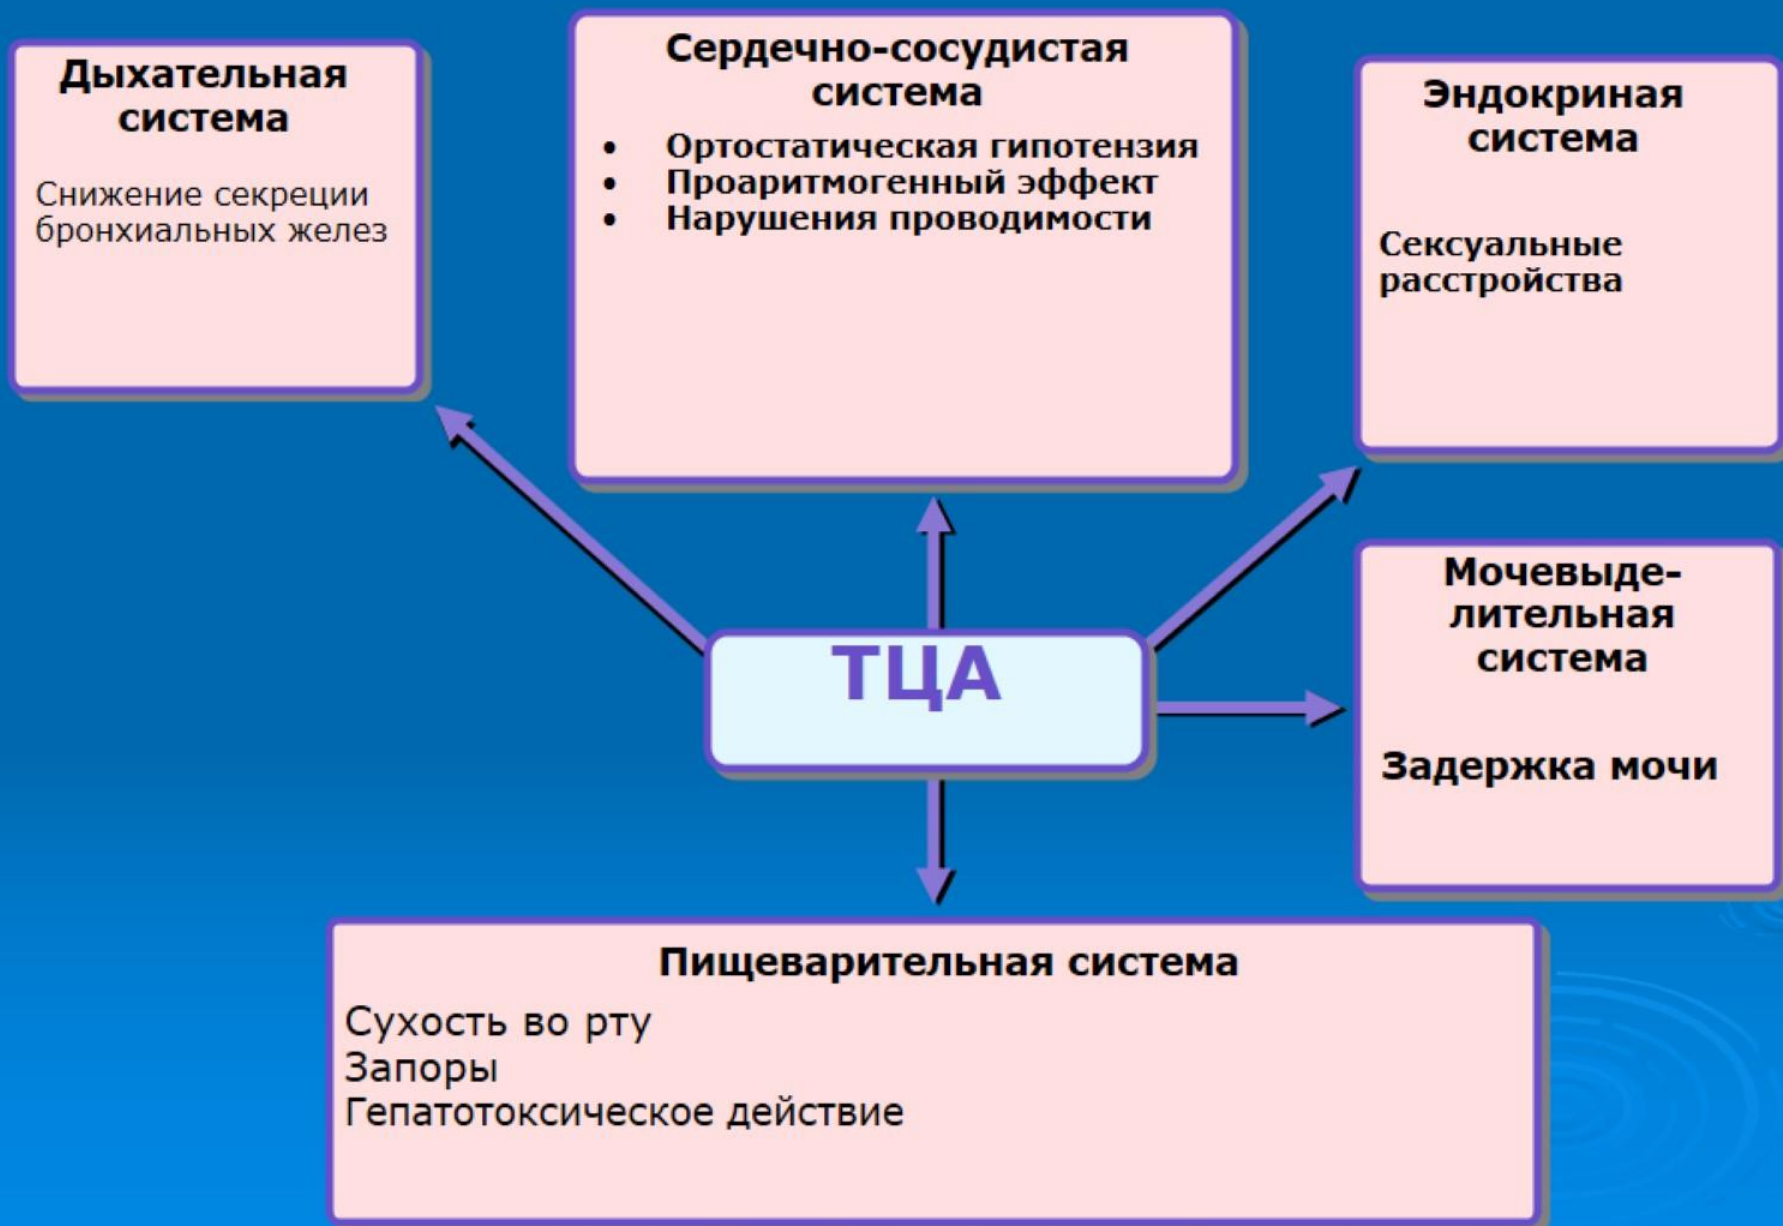 Дыхательная
система
Снижение секреции
бронхиальных желез
Сердечно-сосудистая
система
• Ортостатическая гипотензия
• Проаритмогенный эффект
• Нарушения проводимости
Эндокриная
система
Сексуальные
расстройства
ТЦА
Мочевыде-
лительная
система
Задержка мочи
Пищеварительная система
Сухость во рту
Запоры
Гепатотоксическое действие